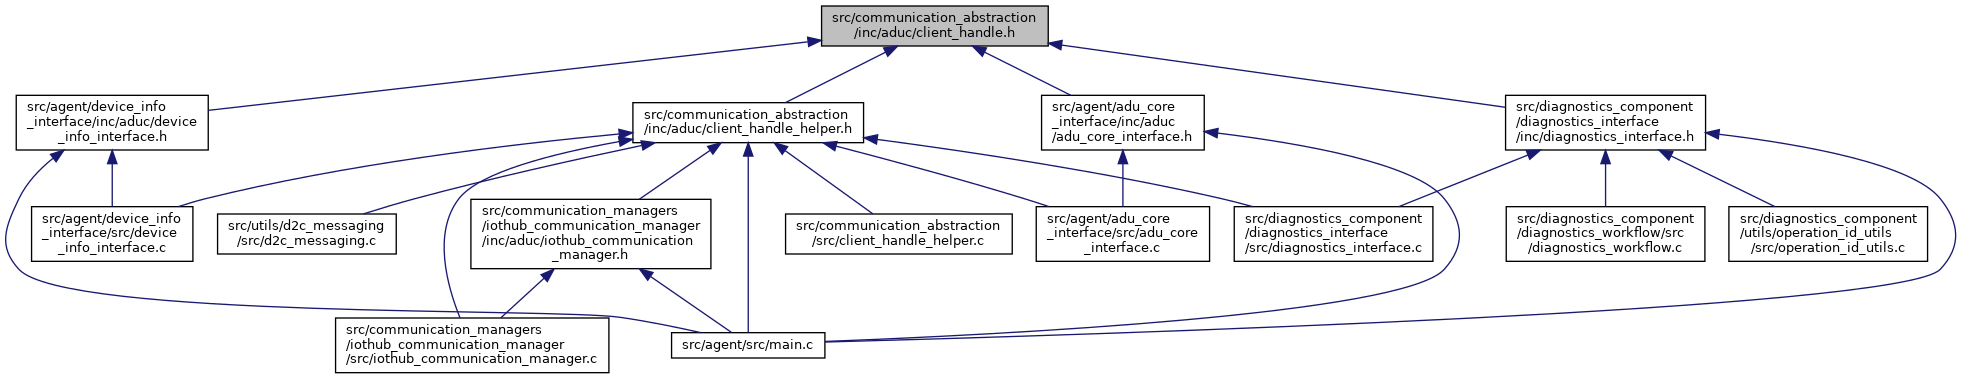 src/communication_abstraction
/inc/aduc/client_handle.h
src/agent/device_info
_interface/inc/aduc/device
_info_interface.h
src/communication_abstraction
/inc/aduc/client_handle_helper.h
src/agent/adu_core
_interface/inc/aduc
/adu_core_interface.h
src/diagnostics_component
/diagnostics_interface
/inc/diagnostics_interface.h
src/agent/device_info
_interface/src/device
_info_interface.c
src/utils/d2c_messaging
/src/d2c_messaging.c
src/communication_managers
/iothub_communication_manager
/inc/aduc/iothub_communication
_manager.h
src/communication_abstraction
/src/client_handle_helper.c
src/agent/adu_core
_interface/src/adu_core
_interface.c
src/diagnostics_component
/diagnostics_interface
/src/diagnostics_interface.c
src/diagnostics_component
/diagnostics_workflow/src
/diagnostics_workflow.c
src/diagnostics_component
/utils/operation_id_utils
/src/operation_id_utils.c
src/communication_managers
/iothub_communication_manager
/src/iothub_communication_manager.c
src/agent/src/main.c